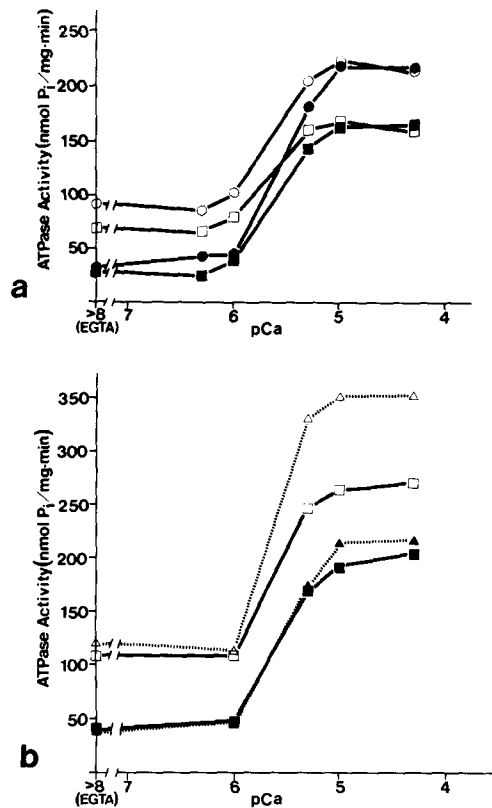 ATPase Activity(nmol Pi/mg·min)
250
200
150
100
50
a
>8 7 6 5 4
(EGTA)
pCa
ATPase Activity(nmol Pi/mg·min)
350
300
250
200
150
100
50
b
>8 7 6 5 4
(EGTA)
pCa